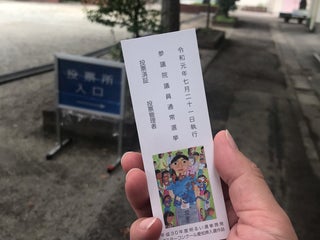 投票所
入口
令和元年七月二十一日執行
参議院議員通常選挙
投票済証
投票管理者